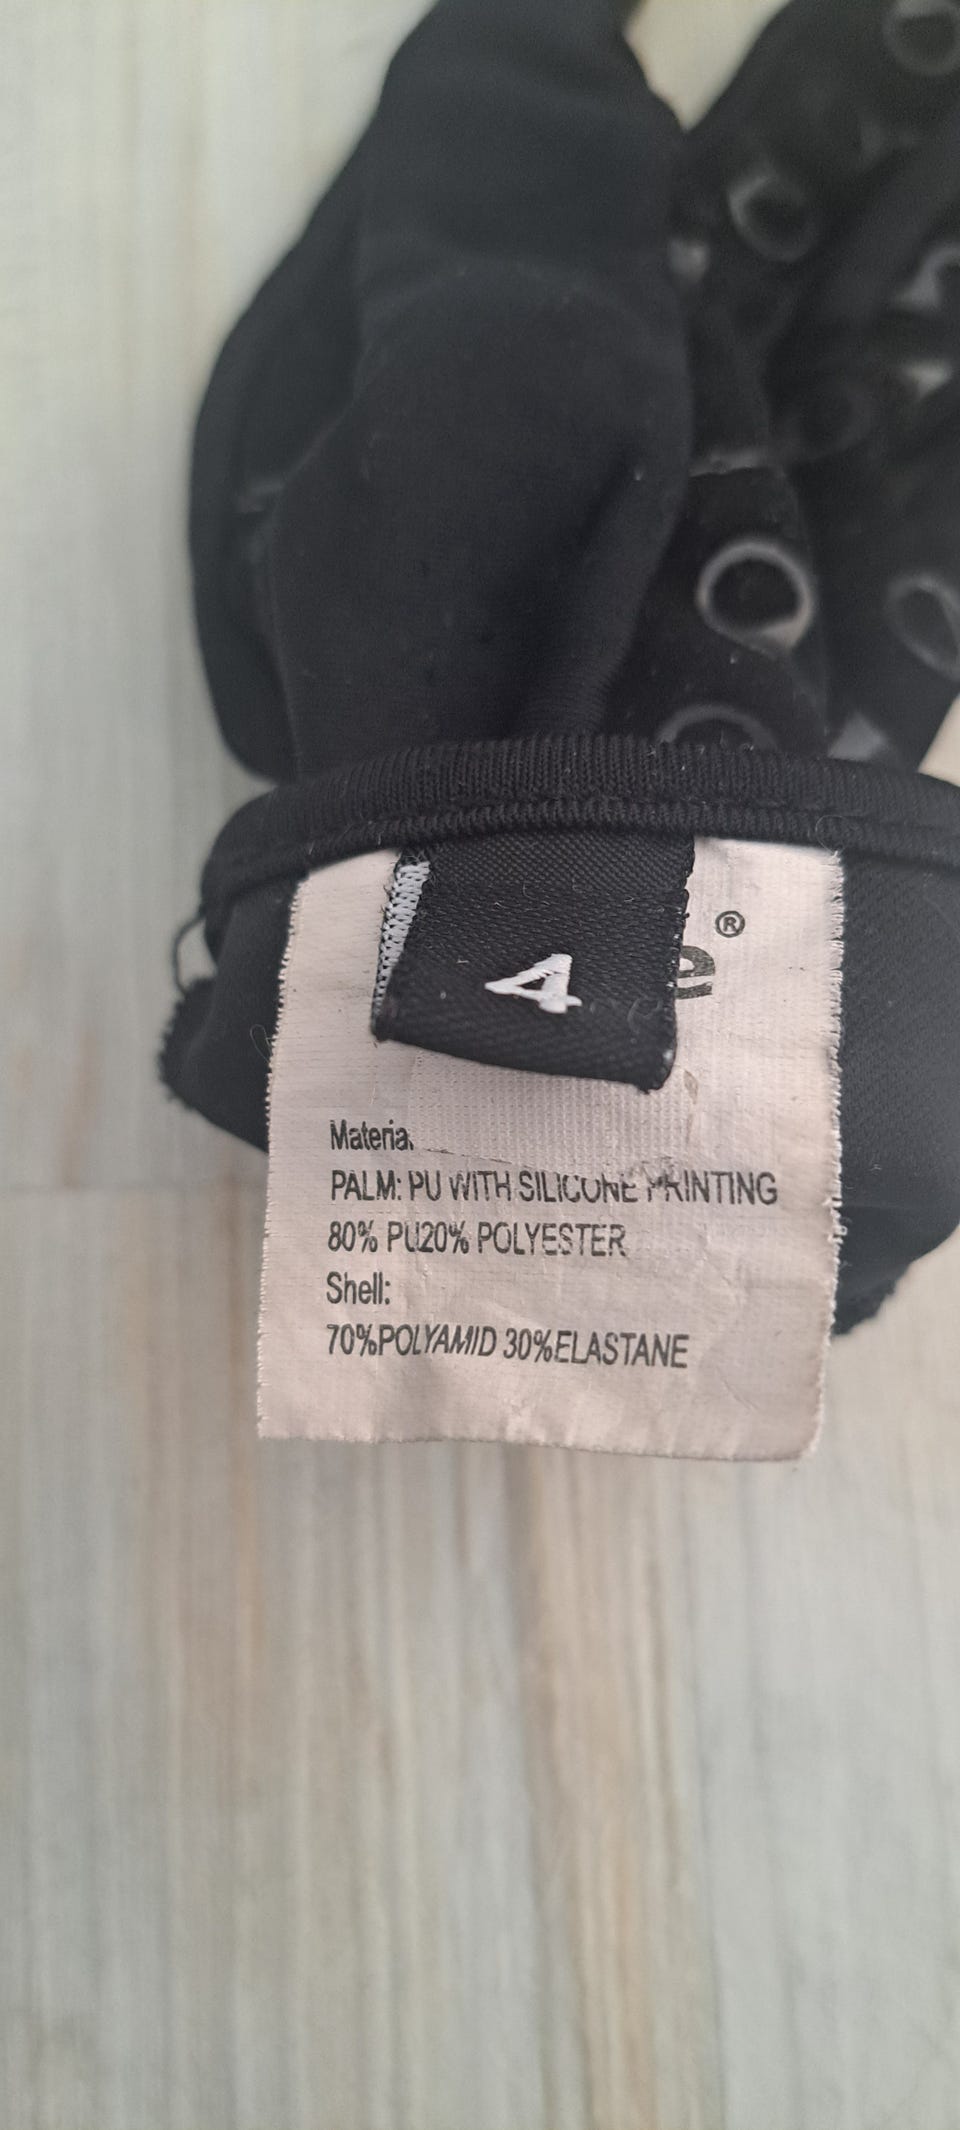 4
e®
Materia
PALM: PU WITH SILICONE PRINTING
80% PU20% POLYESTER
Shell:
70%POLYAMID 30%ELASTANE